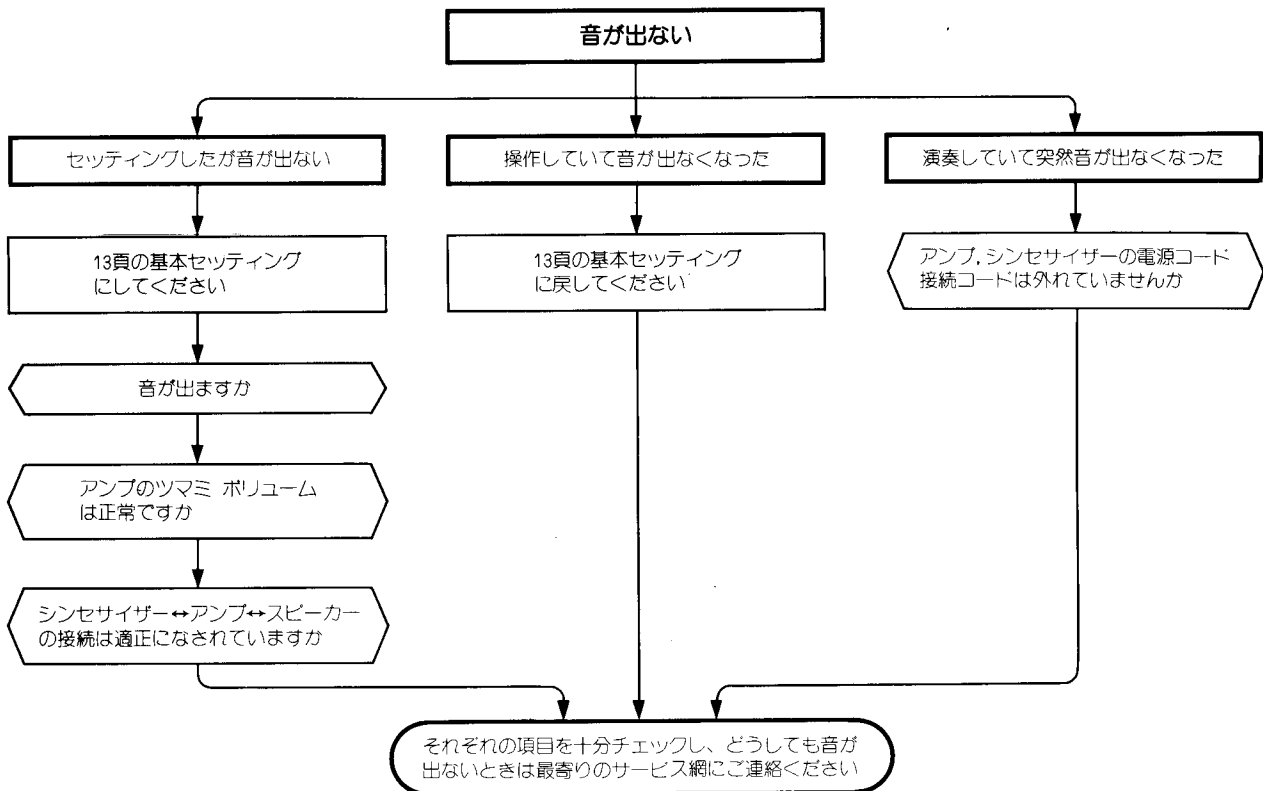 音が出ない
セッティングしたが音が出ない
操作していて音が出なくなった
演奏していて突然音が出なくなった
13頁の基本セッティング
にしてください
13頁の基本セッティング
に戻してください
アンプ,シンセサイザーの電源コード
接続コードは外れていませんか
音が出ますか
アンプのツマミ ボリューム
は正常ですか
シンセサイザー↔アンプ↔スピーカー
の接続は適正になされていますか
それぞれの項目を十分チェックし、どうしても音が
出ないときは最寄りのサービス網にご連絡ください